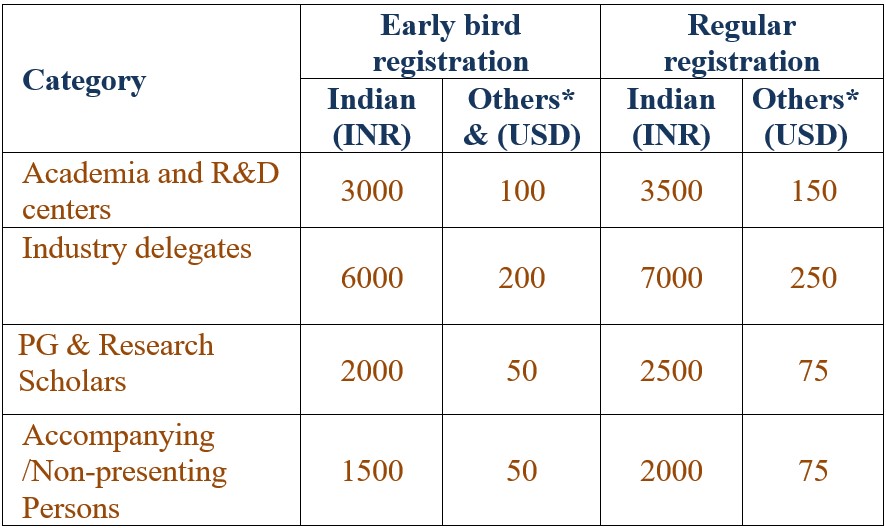 Category
Early bird
registration
Regular
registration
Indian
(INR)
Others*
& (USD)
Indian
(INR)
Others*
(USD)
Academia and R&D
centers
3000
100
3500
150
Industry delegates
6000
200
7000
250
PG & Research
Scholars
2000
50
2500
75
Accompanying
/Non-presenting
Persons
1500
50
2000
75